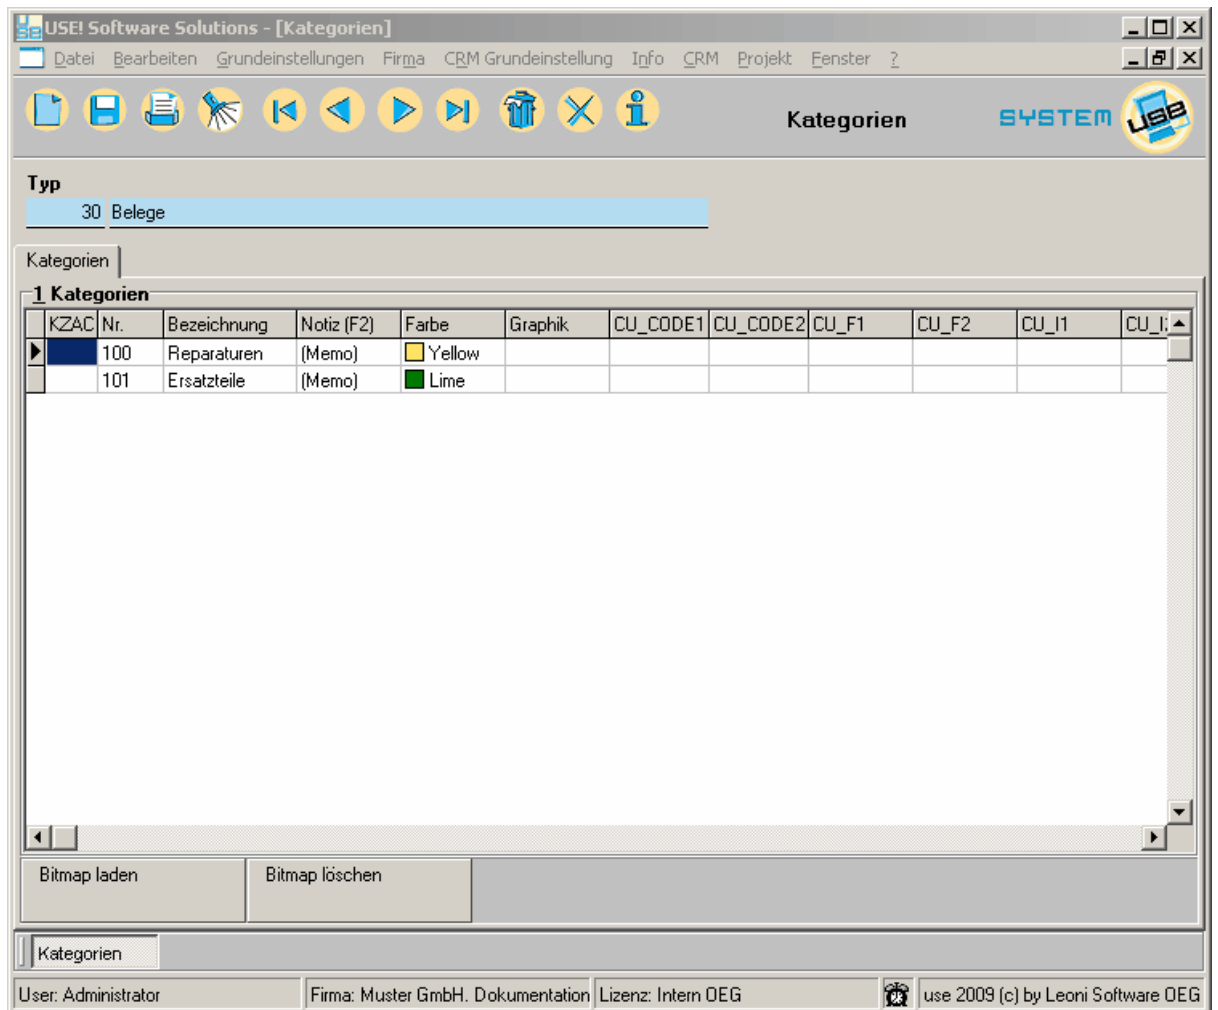 USE! Software Solutions - [Kategorien]
Datei Bearbeiten Grundeinstellungen Firma CRM Grundeinstellung Info CRM Projekt Fenster ?
Kategorien SYSTEM use
Typ
30 Belege
Kategorien
1 Kategorien
KZAC Nr. Bezeichnung Notiz (F2) Farbe Graphik CU_CODE1 CU_CODE2 CU_F1 CU_F2 CU_I1
100 Reparaturen (Memo) Yellow
101 Ersatzteile (Memo) Lime
Bitmap laden Bitmap löschen
Kategorien
User: Administrator Firma: Muster GmbH. Dokumentation Lizenz: Intern OEG use 2009 (c) by Leoni Software OEG